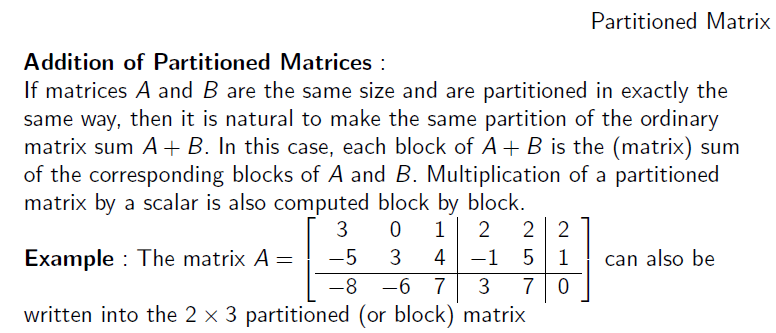 Partitioned Matrix
Addition of Partitioned Matrices :
If matrices A and B are the same size and are partitioned in exactly the
same way, then it is natural to make the same partition of the ordinary
matrix sum A + B. In this case, each block of A + B is the (matrix) sum
of the corresponding blocks of A and B. Multiplication of a partitioned
matrix by a scalar is also computed block by block.
3 0 1 2 2 2
Example : The matrix A = −5 3 4 −1 5 1 can also be
−8 −6 7 3 7 0
written into the 2 × 3 partitioned (or block) matrix